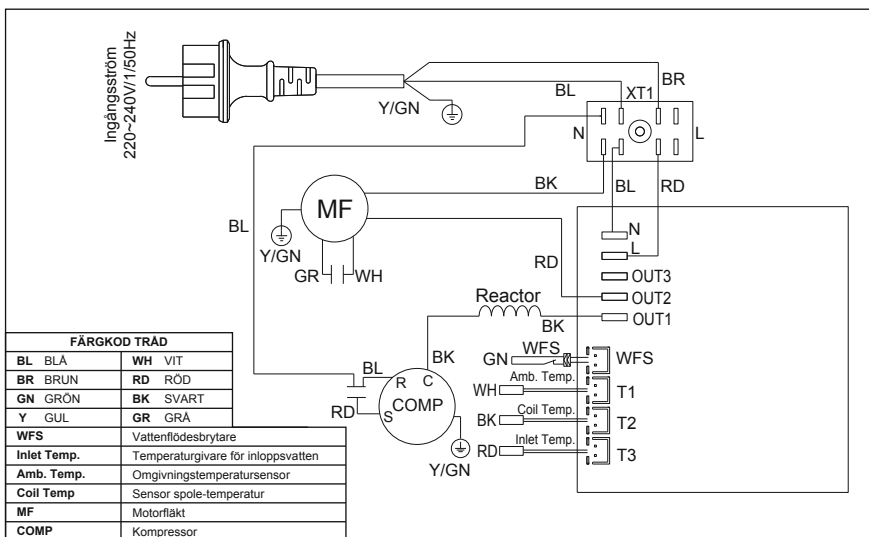 Ingångsström
220~240V/1/50Hz
Y/GN
BL
BR
XT1
N
L
BK
BL
RD
MF
Y/GN
GR
WH
BL
RD
N
L
OUT3
OUT2
OUT1
Reactor
BK
BK
BL
R
C
COMP
S
RD
Y/GN
GN
WFS
WFS
WH
Amb. Temp.
T1
BK
Coil Temp.
T2
RD
Inlet Temp.
T3
FÄRGKOD TRÅD
BL BLÅ WH VIT
BR BRUN RD RÖD
GN GRÖN BK SVART
Y GUL GR GRÅ
WFS Vattenflödesbrytare
Inlet Temp. Temperaturgivare för inloppsvatten
Amb. Temp. Omgivningstemperatursensor
Coil Temp Sensor spole-temperatur
MF Motorfläkt
COMP Kompressor